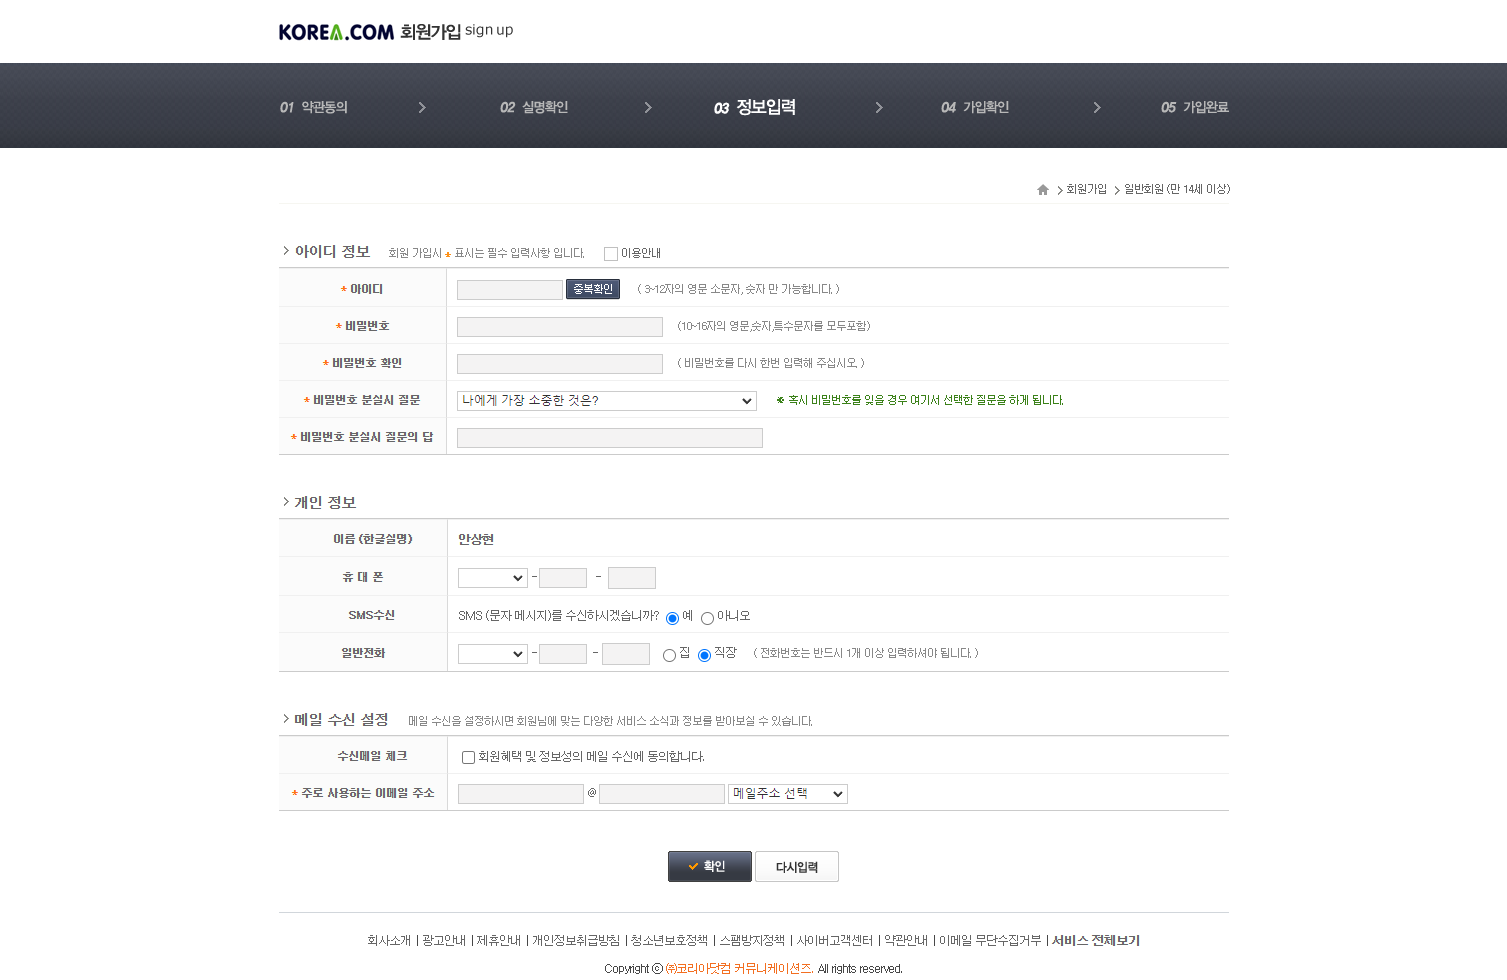 KOREA.COM 회원가입 sign up
01 약관동의 02 실명확인 03 정보입력 04 가입확인 05 가입완료
회원가입 일반회원 (만 14세 이상)
아이디 정보 회원 가입시 * 표시는 필수 입력사항 입니다. 이용안내
* 아이디 중복확인 ( 3~12자의 영문 소문자, 숫자 만 가능합니다. )
* 비밀번호 (10~16자의 영문,숫자,특수문자를 모두포함)
* 비밀번호 확인 ( 비밀번호를 다시 한번 입력해 주십시오. )
* 비밀번호 분실시 질문 나에게 가장 소중한 것은? ※ 혹시 비밀번호를 잊을 경우 여기서 선택한 질문을 하게 됩니다.
* 비밀번호 분실시 질문의 답
개인 정보
이름 (한글실명) 안상현
휴 대 폰 - -
SMS수신 SMS (문자 메시지)를 수신하시겠습니까? 예 아니오
일반전화 - - 집 직장 ( 전화번호는 반드시 1개 이상 입력하셔야 됩니다. )
메일 수신 설정 메일 수신을 설정하시면 회원님에 맞는 다양한 서비스 소식과 정보를 받아보실 수 있습니다.
수신메일 체크 회원혜택 및 정보성의 메일 수신에 동의합니다.
* 주로 사용하는 이메일 주소 @ 메일주소 선택
확인 다시입력
회사소개 | 광고안내 | 제휴안내 | 개인정보취급방침 | 청소년보호정책 | 스팸방지정책 | 사이버고객센터 | 약관안내 | 이메일 무단수집거부 | 서비스 전체보기
Copyright ⓒ ㈜코리아닷컴 커뮤니케이션즈. All rights reserved.